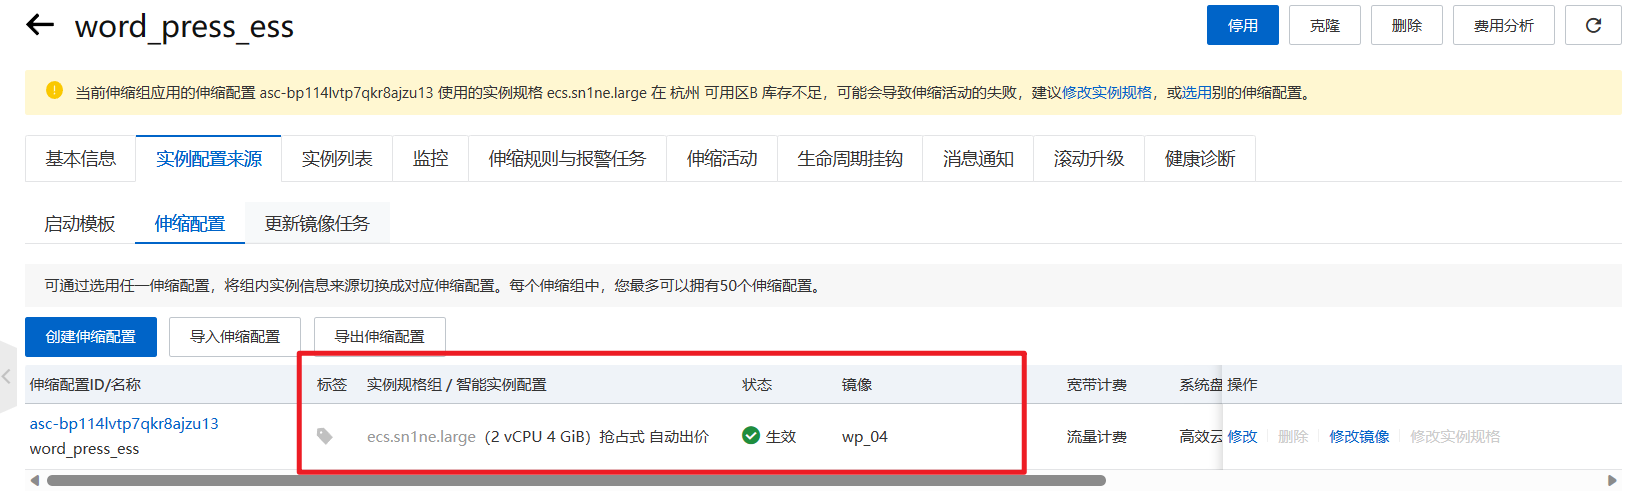 word_press_ess
停用
克隆
删除
费用分析
当前伸缩组应用的伸缩配置 asc-bp114lvtp7qkr8ajzu13 使用的实例规格 ecs.sn1ne.large 在 杭州 可用区B 库存不足，可能会导致伸缩活动的失败，建议修改实例规格，或选用别的伸缩配置。
基本信息
实例配置来源
实例列表
监控
伸缩规则与报警任务
伸缩活动
生命周期挂钩
消息通知
滚动升级
健康诊断
启动模板
伸缩配置
更新镜像任务
可通过选用任一伸缩配置，将组内实例信息来源切换成对应伸缩配置。每个伸缩组中，您最多可以拥有50个伸缩配置。
创建伸缩配置
导入伸缩配置
导出伸缩配置
伸缩配置ID/名称
标签
实例规格组 / 智能实例配置
状态
镜像
宽带计费
系统盘
操作
asc-bp114lvtp7qkr8ajzu13
word_press_ess
ecs.sn1ne.large（2 vCPU 4 GiB）抢占式 自动出价
生效
wp_04
流量计费
高效云
修改
删除
修改镜像
修改实例规格